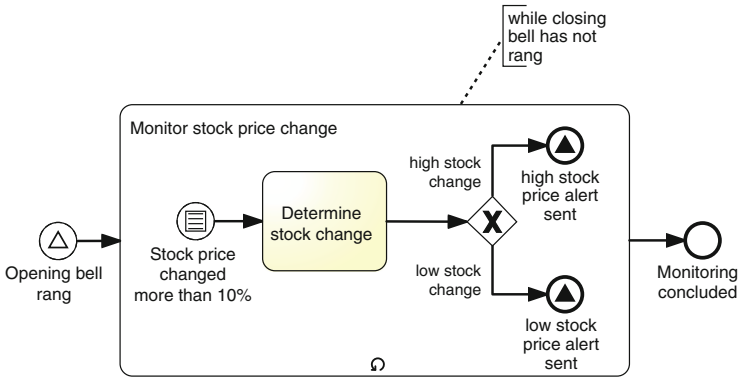 while closing
bell has not
rang
Monitor stock price change
high stock
change
high stock
price alert
sent
Determine
stock change
X
Opening bell
rang
Stock price
changed
more than 10%
low stock
change
low stock
price alert
sent
Monitoring
concluded